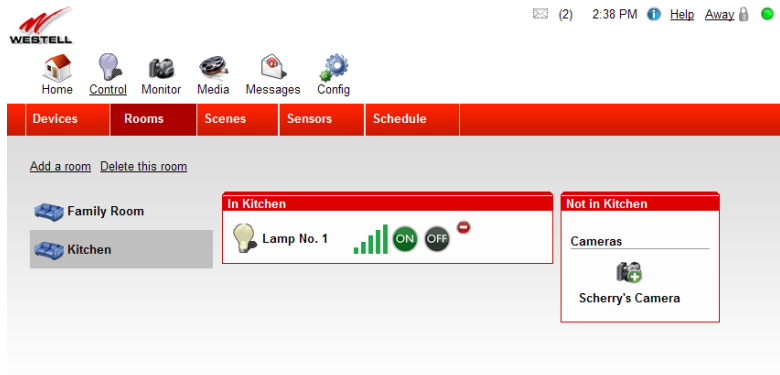 WESTELL
(2) 2:38 PM Help Away
Home Control Monitor Media Messages Config
Devices Rooms Scenes Sensors Schedule
Add a room Delete this room
Family Room
Kitchen
In Kitchen
Lamp No. 1 ON OFF
Not in Kitchen
Cameras
Scherry's Camera